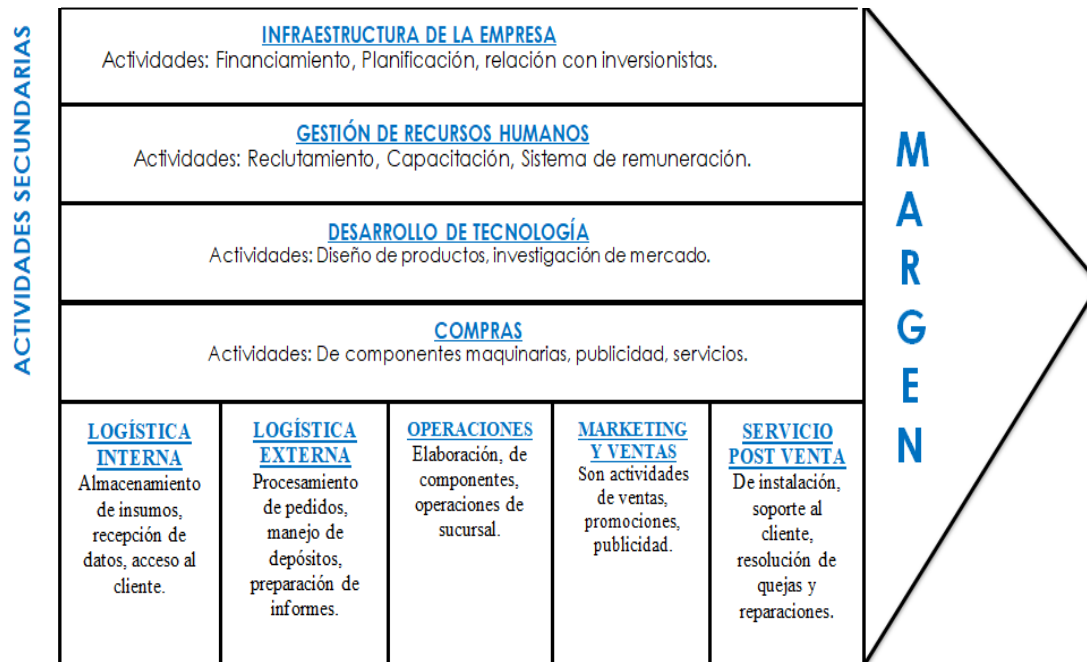 ACTIVIDADES SECUNDARIAS
INFRAESTRUCTURA DE LA EMPRESA
Actividades: Financiamiento, Planificación, relación con inversionistas.
GESTIÓN DE RECURSOS HUMANOS
Actividades: Reclutamiento, Capacitación, Sistema de remuneración.
DESARROLLO DE TECNOLOGÍA
Actividades: Diseño de productos, investigación de mercado.
COMPRAS
Actividades: De componentes maquinarias, publicidad, servicios.
LOGÍSTICA
INTERNA
Almacenamiento
de insumos,
recepción de
datos, acceso al
cliente.
LOGÍSTICA
EXTERNA
Procesamiento
de pedidos,
manejo de
depósitos,
preparación de
informes.
OPERACIONES
Elaboración, de
componentes,
operaciones de
sucursal.
MARKETING
Y VENTAS
Son actividades
de ventas,
promociones,
publicidad.
SERVICIO
POST VENTA
De instalación,
soporte al
cliente,
resolución de
quejas y
reparaciones.
MARGEN